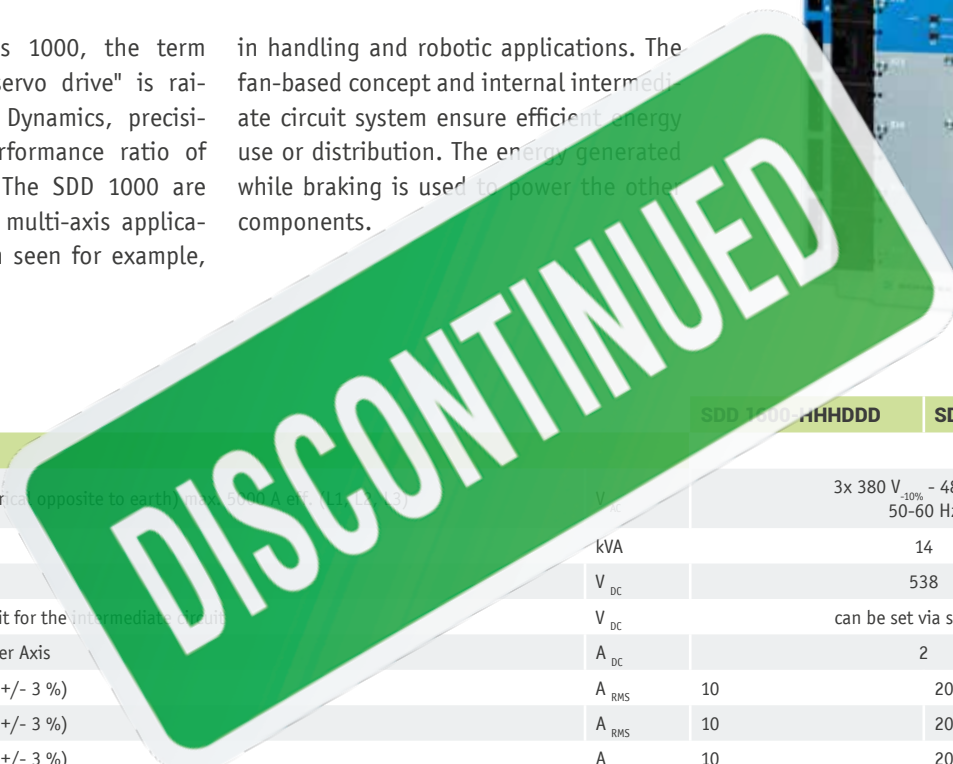 s 1000, the term
servo drive" is rai-
Dynamics, precisi-
rformance ratio of
The SDD 1000 are
multi-axis applica-
n seen for example,
in handling and robotic applications. The
fan-based concept and internal intermedi-
ate circuit system ensure efficient energy
use or distribution. The energy generated
while braking is used to power the other
components.
DISCONTINUED
SDD 1600-HHHDDD SD
rical opposite to earth) max. 5000 A eff. (L1, L2, L3) V AC 3x 380 V -10% - 48
50-60 Hz
kVA 14
V DC 538
it for the intermediate circuit V DC can be set via s
er Axis A DC 2
+/- 3 %) A RMS 10 20
+/- 3 %) A RMS 10 20
+/- 3 %) A 10 20